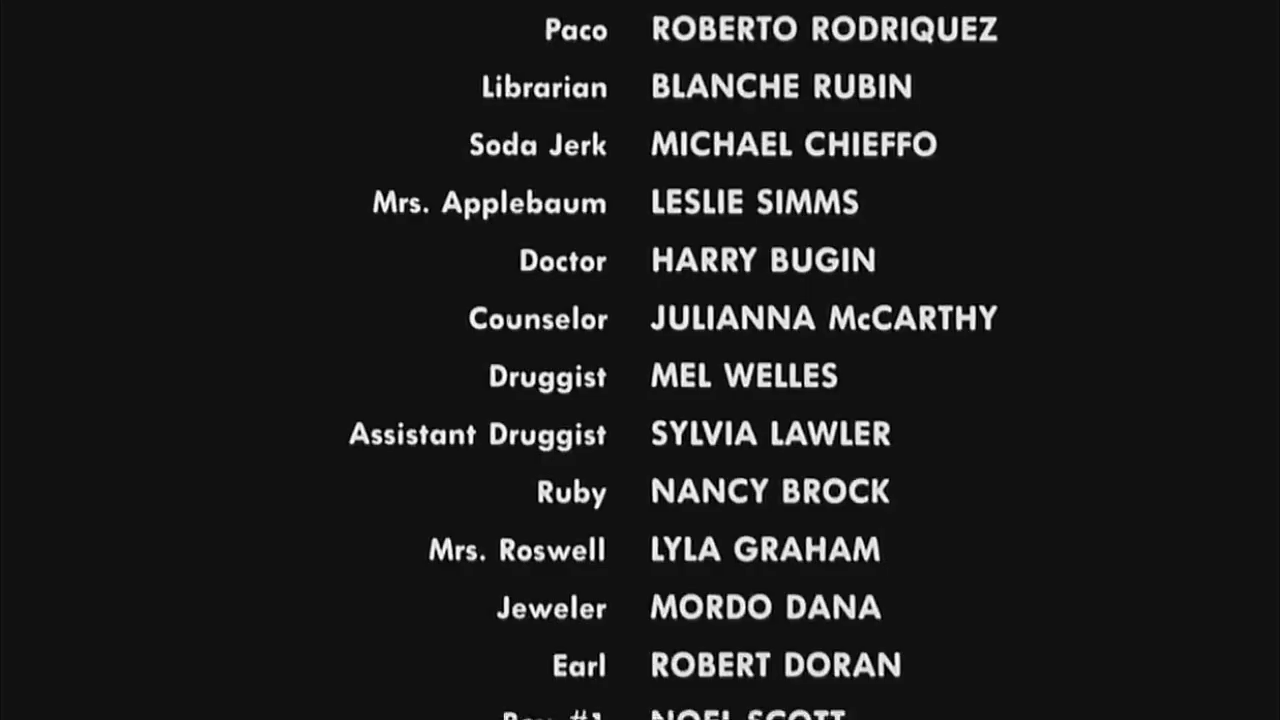 Paco ROBERTO RODRIQUEZ
Librarian BLANCHE RUBIN
Soda Jerk MICHAEL CHIEFFO
Mrs. Applebaum LESLIE SIMMS
Doctor HARRY BUGIN
Counselor JULIANNA McCARTHY
Druggist MEL WELLES
Assistant Druggist SYLVIA LAWLER
Ruby NANCY BROCK
Mrs. Roswell LYLA GRAHAM
Jeweler MORDO DANA
Earl ROBERT DORAN
NOEL SCOTT